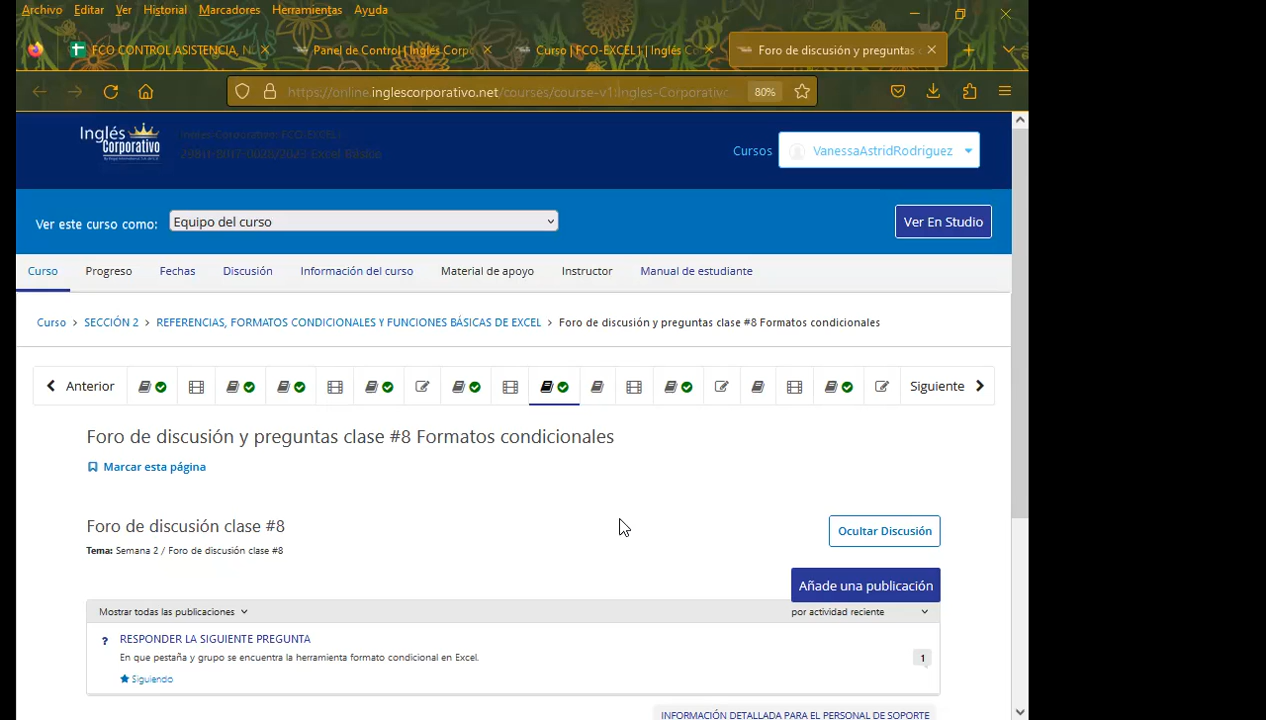 Archivo Editar Ver Historial Marcadores Herramientas Ayuda
FCO CONTROL ASISTENCIA, N Panel de Control | Inglés Corp Curso | FCO-EXCEL1 | Inglés Co Foro de discusión y preguntas
https://online.inglescorporativo.net/courses/course-v1:Ingles-Corporativo 80%
Inglés
Corporativo
Cursos VanessaAstridRodriguez
Ver este curso como: Equipo del curso Ver En Studio
Curso Progreso Fechas Discusión Información del curso Material de apoyo Instructor Manual de estudiante
Curso > SECCIÓN 2 > REFERENCIAS, FORMATOS CONDICIONALES Y FUNCIONES BÁSICAS DE EXCEL > Foro de discusión y preguntas clase #8 Formatos condicionales
Anterior Siguiente
Foro de discusión y preguntas clase #8 Formatos condicionales
Marcar esta página
Foro de discusión clase #8
Ocultar Discusión
Tema: Semana 2 / Foro de discusión clase #8
Añade una publicación
Mostrar todas las publicaciones por actividad reciente
? RESPONDER LA SIGUIENTE PREGUNTA
En que pestaña y grupo se encuentra la herramienta formato condicional en Excel. 1
Siguiendo
INFORMACIÓN DETALLADA PARA EL PERSONAL DE SOPORTE